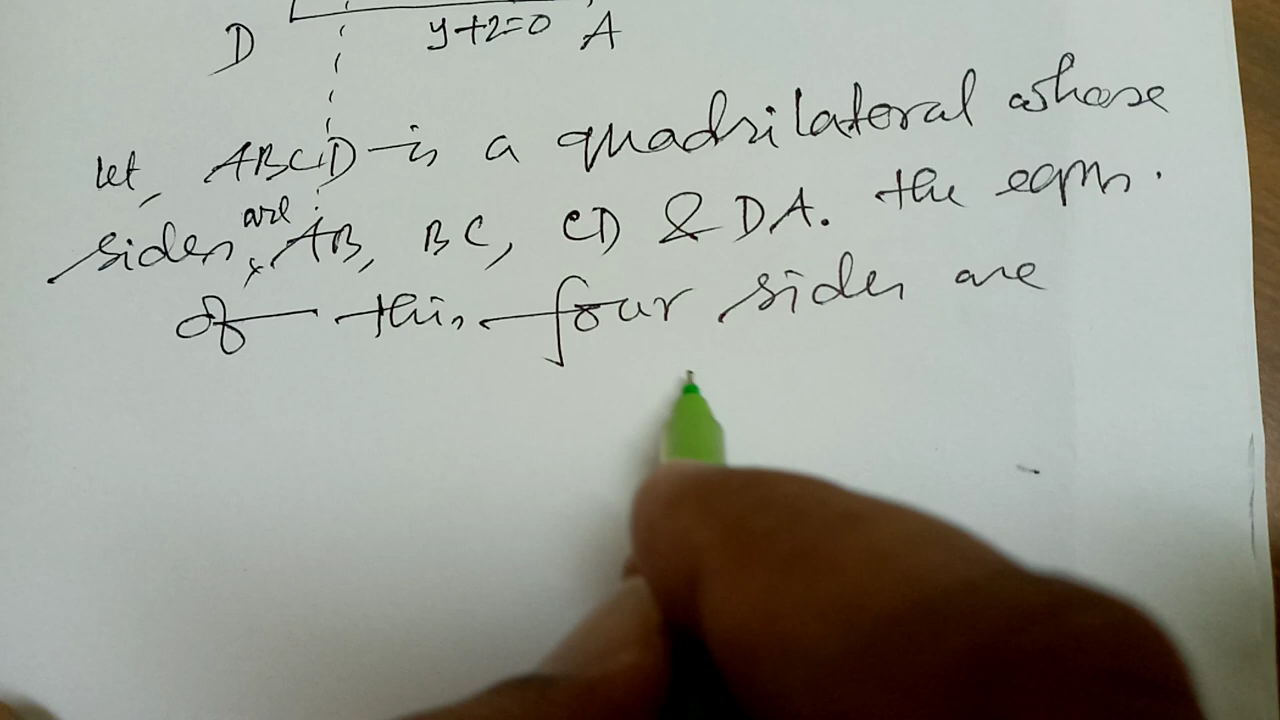 D y+2=0 A
let, ABCD is a quadrilateral whose
sides are AB, BC, CD & DA. the eqns.
of this four sides are